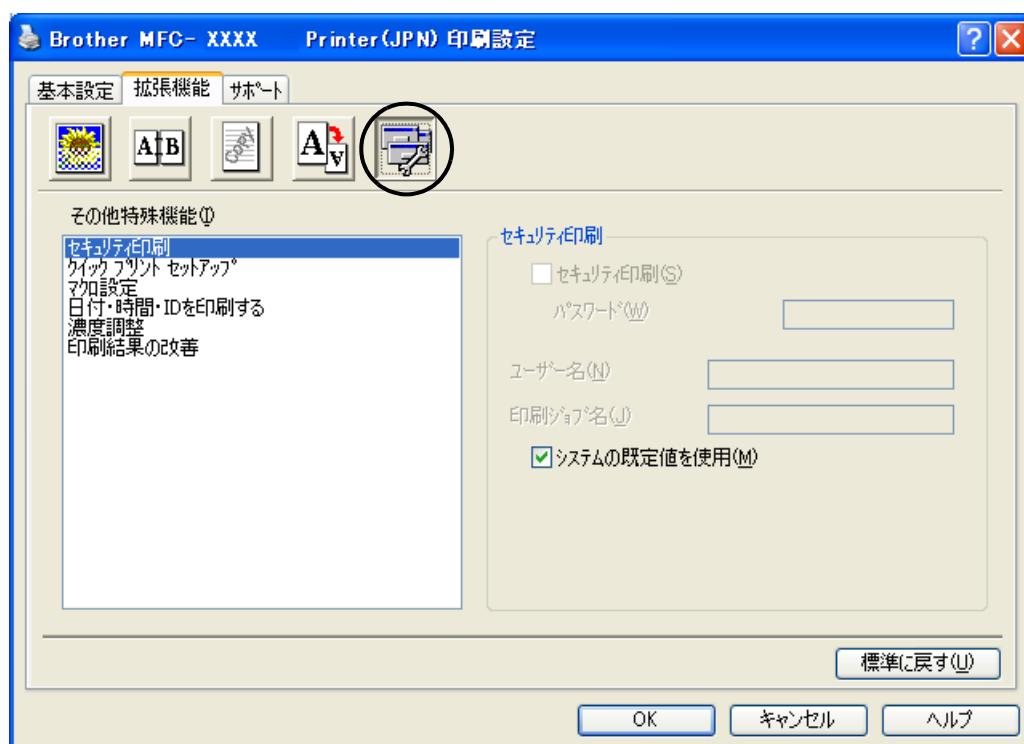 Brother MFC- XXXX Printer(JPN) 印刷設定
基本設定 拡張機能 ｻﾎﾟｰﾄ
A B Copy A A
その他特殊機能(I)
ｾｷｭﾘﾃｨ印刷
ｸｲｯｸ ﾌﾟﾘﾝﾄ ｾｯﾄｱｯﾌﾟ
ﾏｸﾛ設定
日付･時間･IDを印刷する
濃度調整
印刷結果の改善
ｾｷｭﾘﾃｨ印刷
ｾｷｭﾘﾃｨ印刷(S)
ﾊﾟｽﾜｰﾄﾞ(W)
ﾕｰｻﾞｰ名(N)
印刷ｼﾞｮﾌﾞ名(J)
ｼｽﾃﾑの既定値を使用(M)
標準に戻す(U)
OK キャンセル ヘルプ